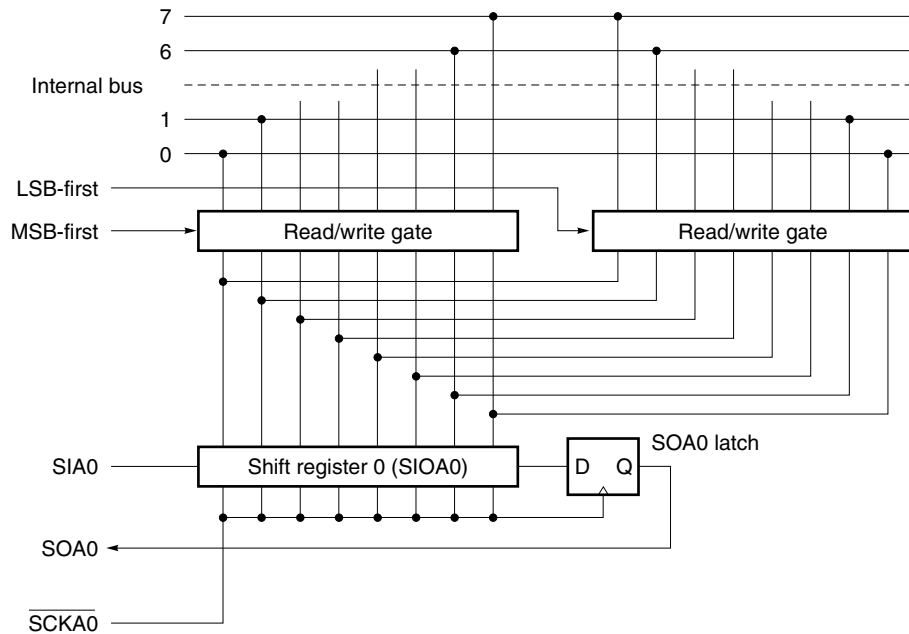 7
6
Internal bus
1
0
LSB-first
MSB-first
Read/write gate
Read/write gate
SOA0 latch
SIA0
Shift register 0 (SIOA0)
D Q
SOA0
SCKA0